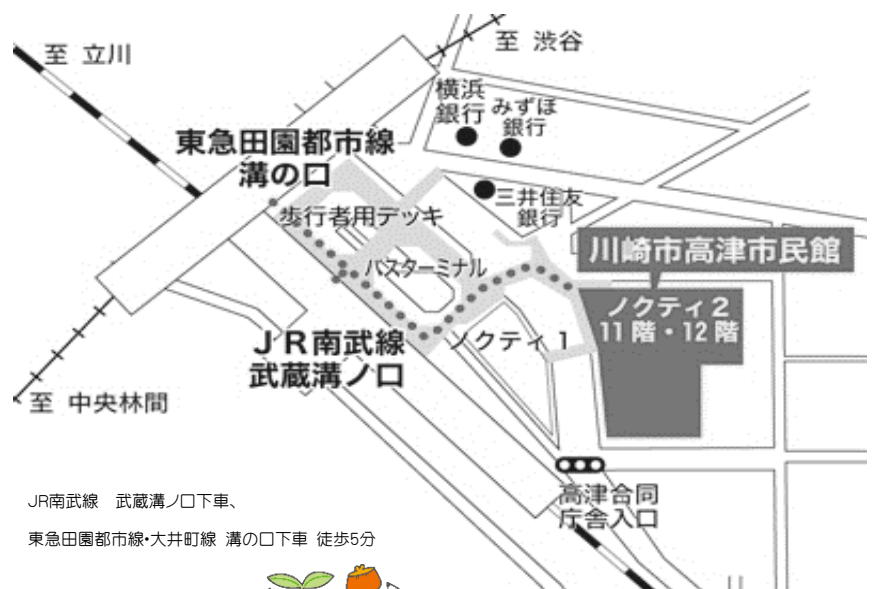 至 立川
至 渋谷
横浜
銀行
みずほ
銀行
東急田園都市線
溝の口
三井住友
銀行
歩行者用デッキ
川崎市高津市民館
バスターミナル
ノクティ2
11階・12階
JR南武線
武蔵溝ノ口
ノクティ1
至 中央林間
高津合同
庁舎入口
JR南武線 武蔵溝ノ口下車、
東急田園都市線・大井町線 溝の口下車 徒歩5分